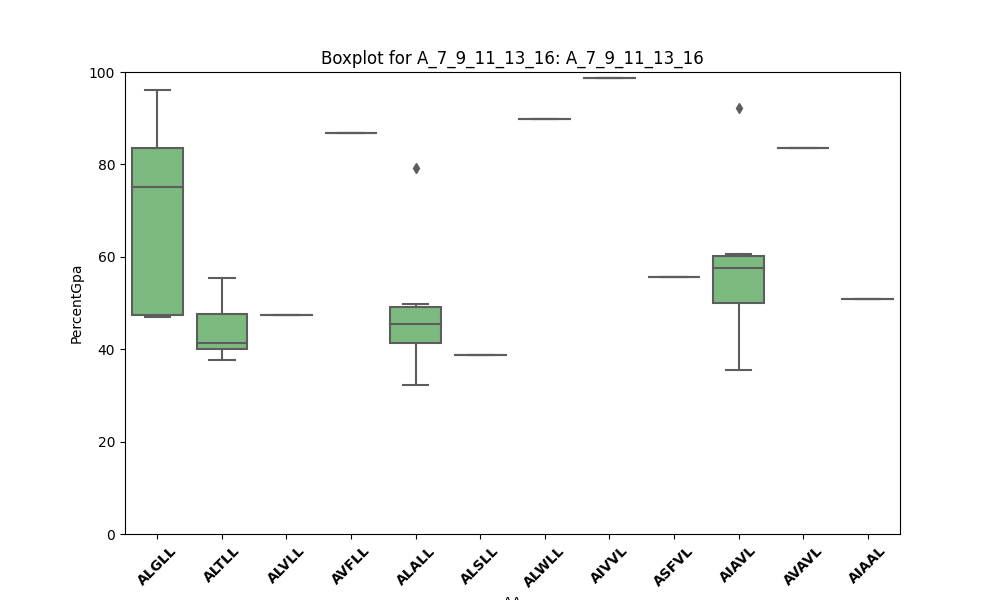 Boxplot for A_7_9_11_13_16: A_7_9_11_13_16
100
80
60
40
20
0
PercentGpa
ALGLL
ALTLL
ALVLL
AVFLL
ALALL
ALSLL
ALWLL
AIVVL
ASFVL
AIAVL
AVAVL
AIAAL